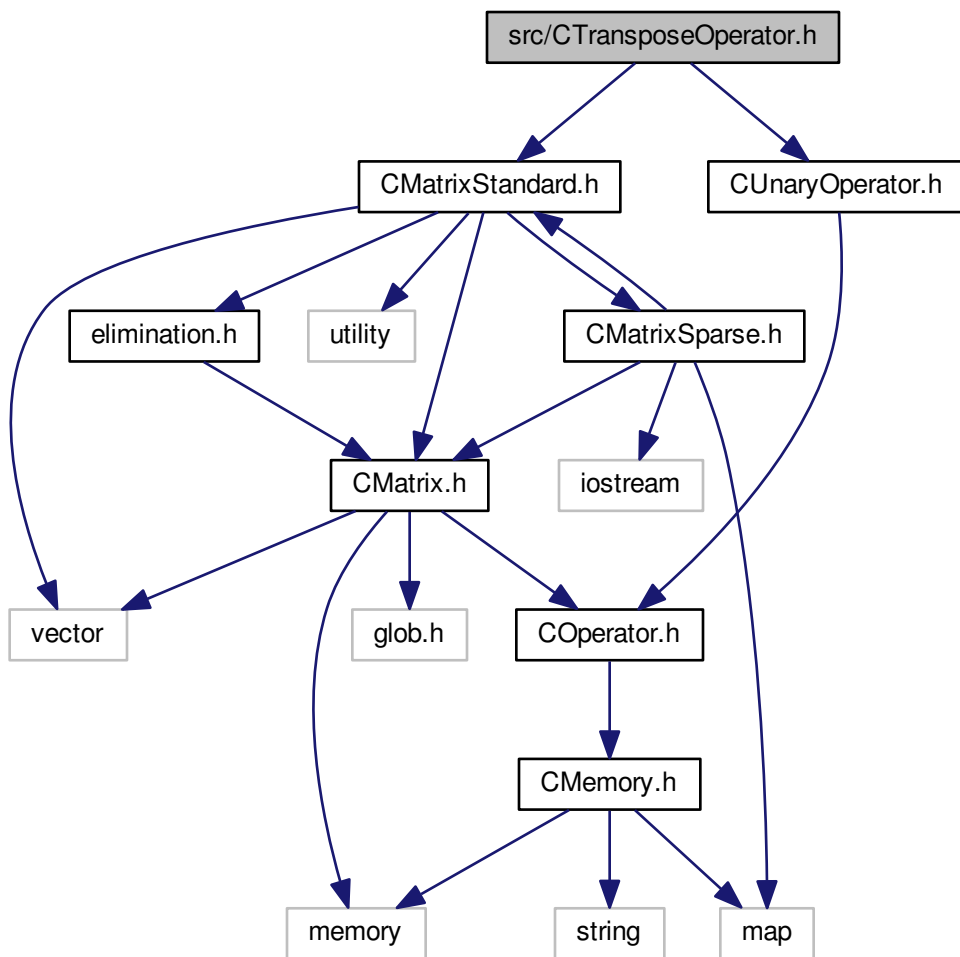 src/CTransposeOperator.h
CMatrixStandard.h
CUnaryOperator.h
elimination.h
utility
CMatrixSparse.h
CMatrix.h
iostream
vector
glob.h
COperator.h
CMemory.h
memory
string
map